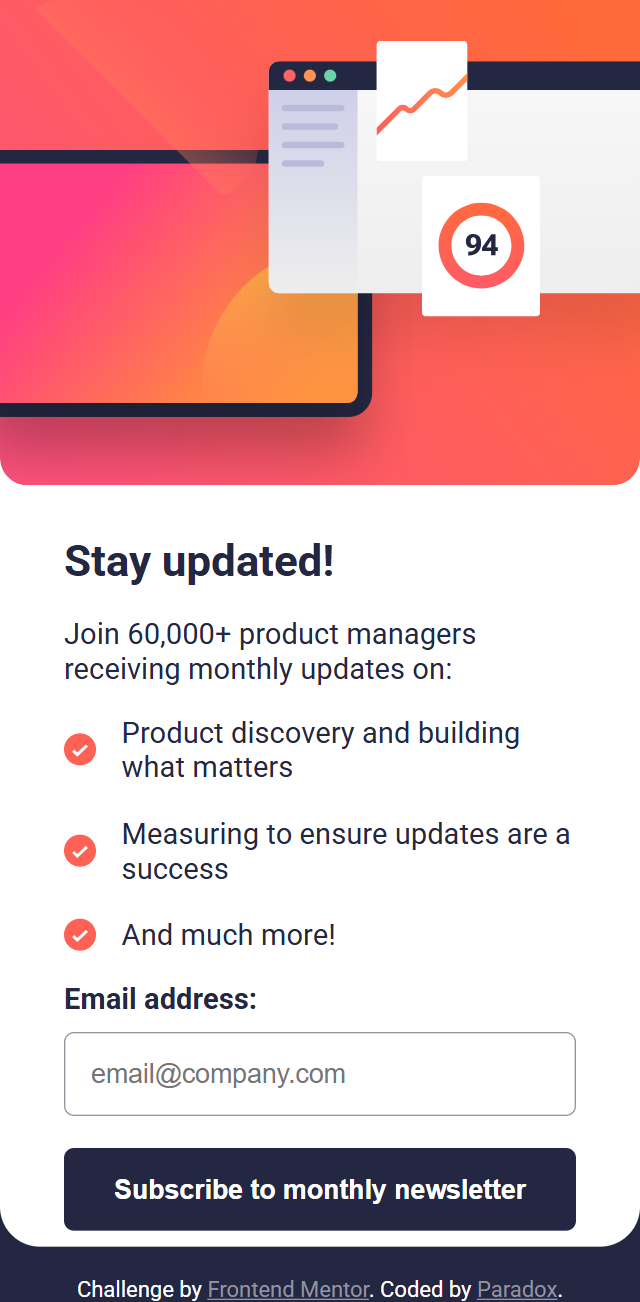 94
Stay updated!
Join 60,000+ product managers
receiving monthly updates on:
Product discovery and building
what matters
Measuring to ensure updates are a
success
And much more!
Email address:
email@company.com
Subscribe to monthly newsletter
Challenge by Frontend Mentor. Coded by Paradox.